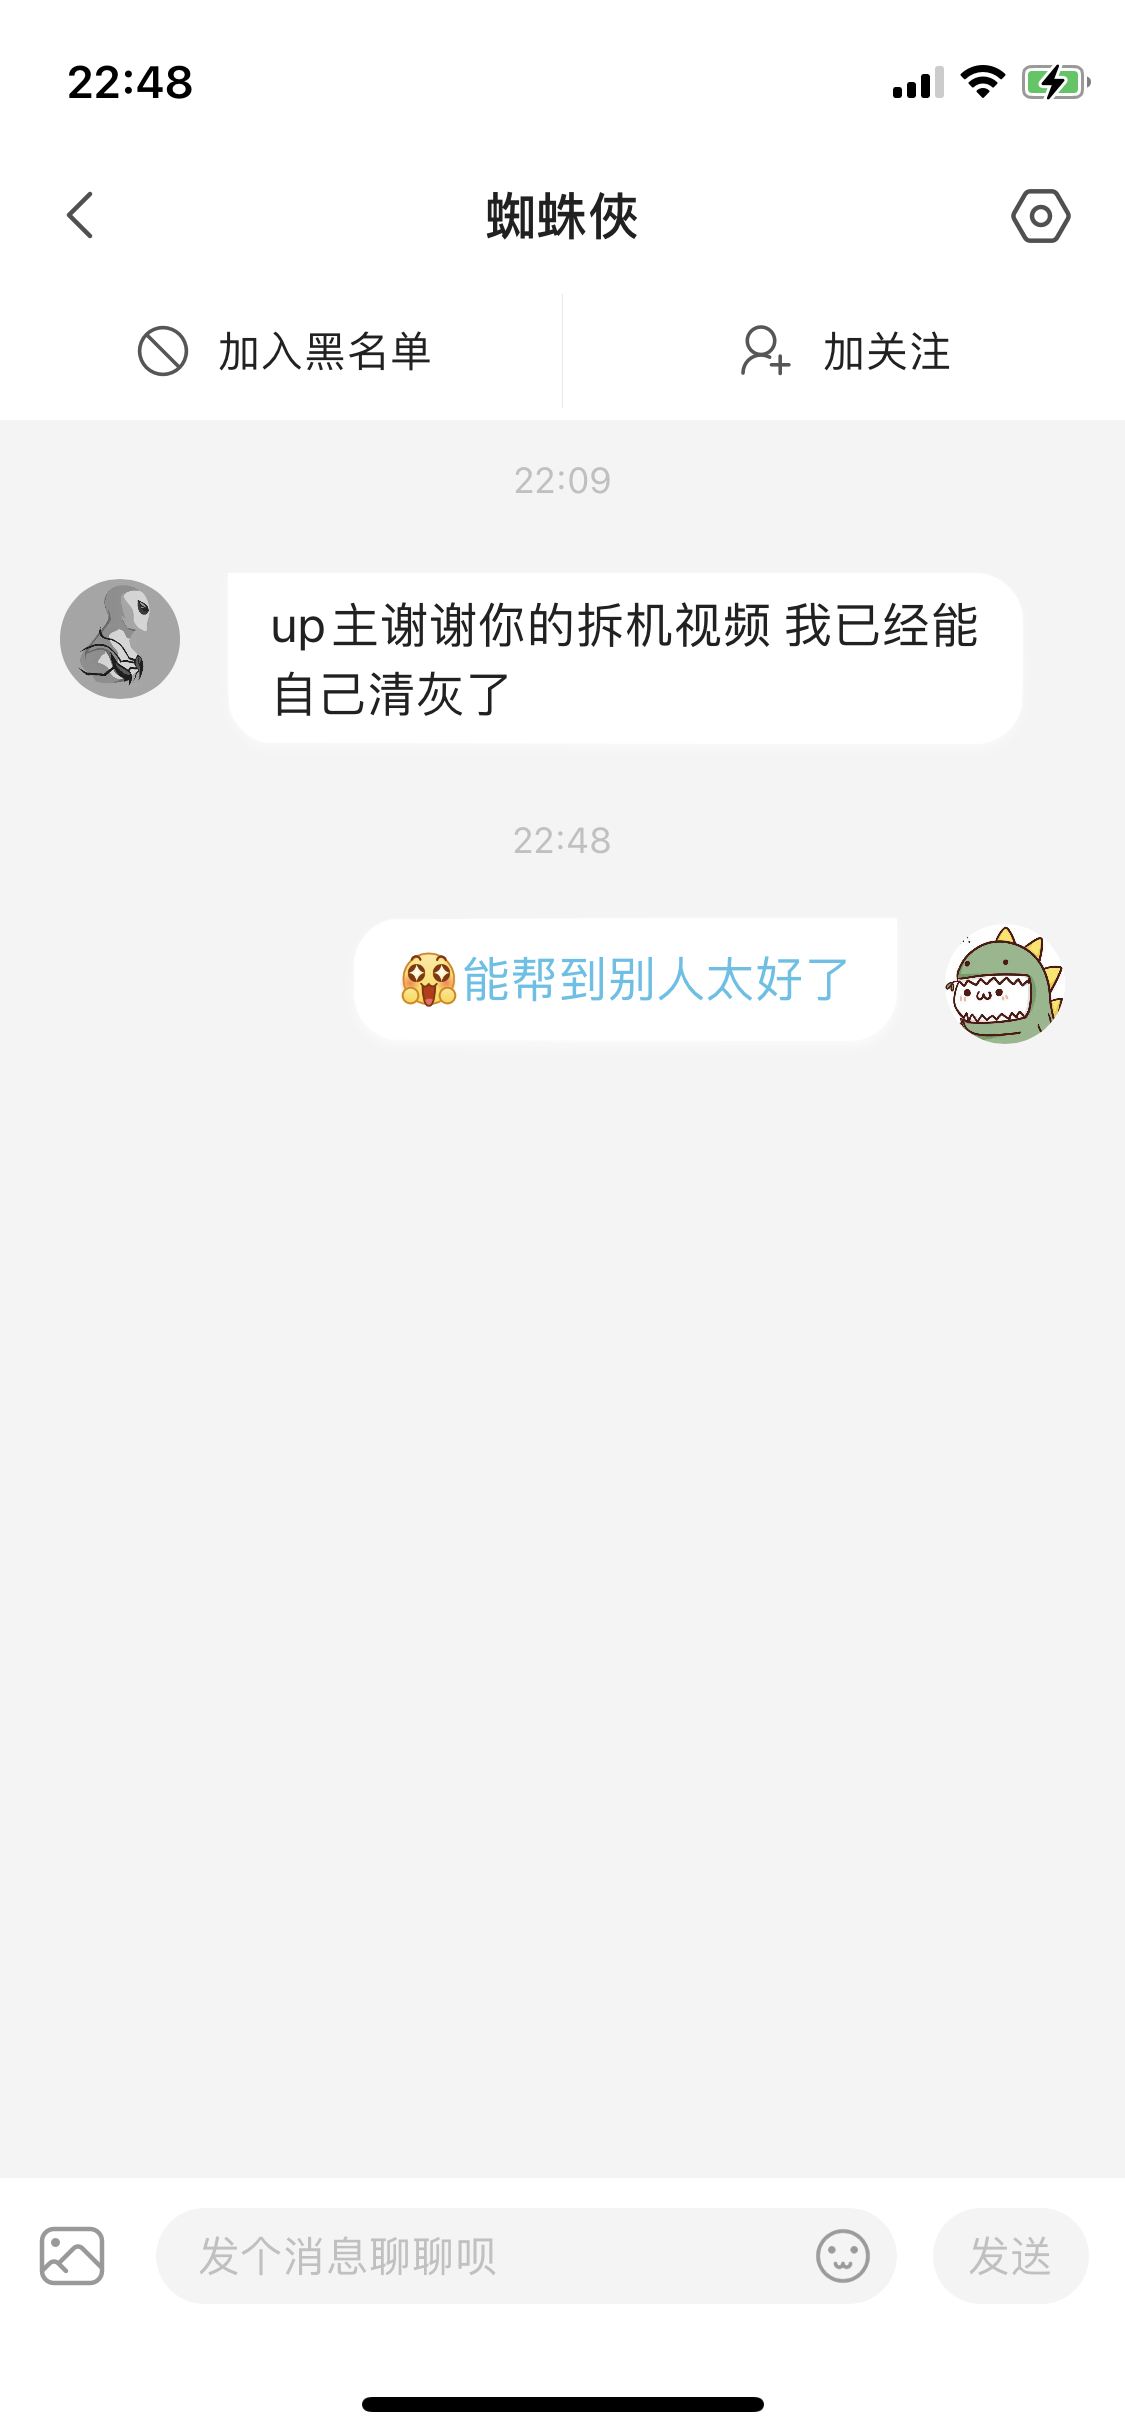 22:48
蜘蛛俠
加入黑名单
加关注
22:09
up主谢谢你的拆机视频 我已经能
自己清灰了
22:48
能帮到别人太好了
发个消息聊聊呗
发送